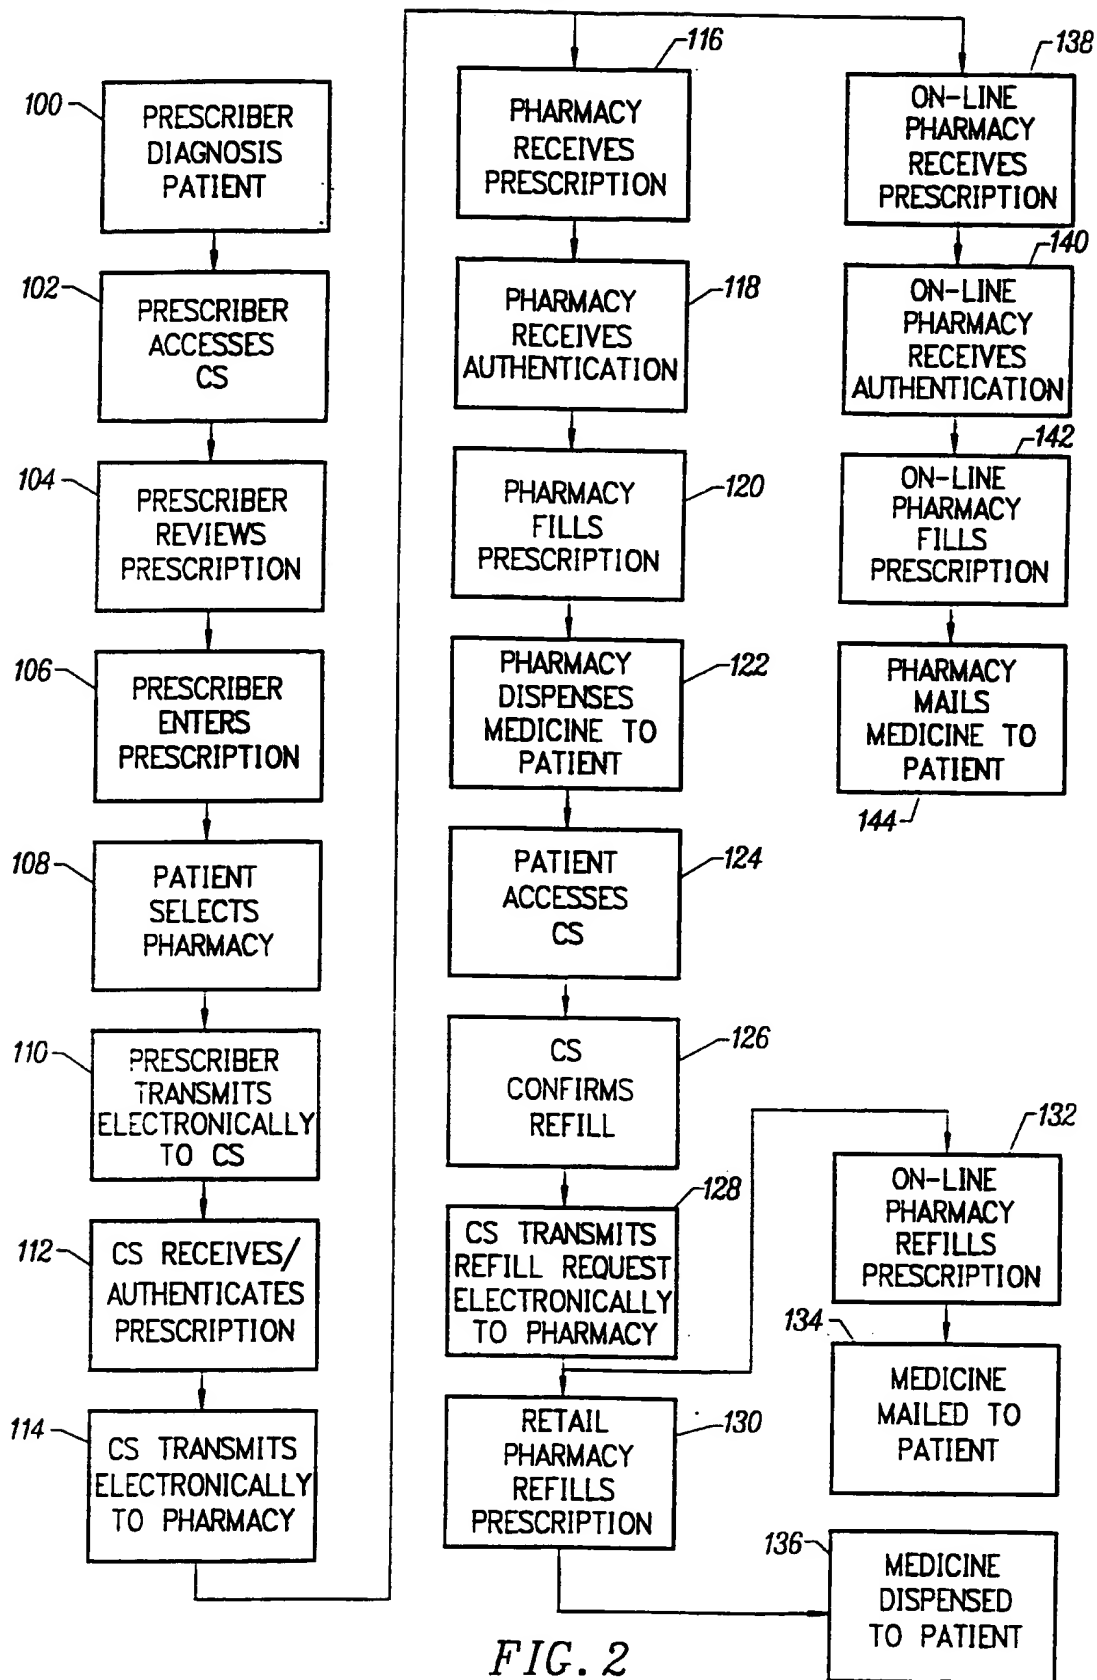 100
PRESCRIBER
DIAGNOSIS
PATIENT
102
PRESCRIBER
ACCESSES
CS
104
PRESCRIBER
REVIEWS
PRESCRIPTION
106
PRESCRIBER
ENTERS
PRESCRIPTION
108
PATIENT
SELECTS
PHARMACY
110
PRESCRIBER
TRANSMITS
ELECTRONICALLY
TO CS
112
CS RECEIVES/
AUTHENTICATES
PRESCRIPTION
114
CS TRANSMITS
ELECTRONICALLY
TO PHARMACY
116
PHARMACY
RECEIVES
PRESCRIPTION
118
PHARMACY
RECEIVES
AUTHENTICATION
120
PHARMACY
FILLS
PRESCRIPTION
122
PHARMACY
DISPENSES
MEDICINE TO
PATIENT
124
PATIENT
ACCESSES
CS
126
CS
CONFIRMS
REFILL
128
CS TRANSMITS
REFILL REQUEST
ELECTRONICALLY
TO PHARMACY
130
RETAIL
PHARMACY
REFILLS
PRESCRIPTION
138
ON-LINE
PHARMACY
RECEIVES
PRESCRIPTION
140
ON-LINE
PHARMACY
RECEIVES
AUTHENTICATION
142
ON-LINE
PHARMACY
FILLS
PRESCRIPTION
PHARMACY
MAILS
MEDICINE TO
PATIENT
144
132
ON-LINE
PHARMACY
REFILLS
PRESCRIPTION
134
MEDICINE
MAILED TO
PATIENT
136
MEDICINE
DISPENSED
TO PATIENT
FIG. 2